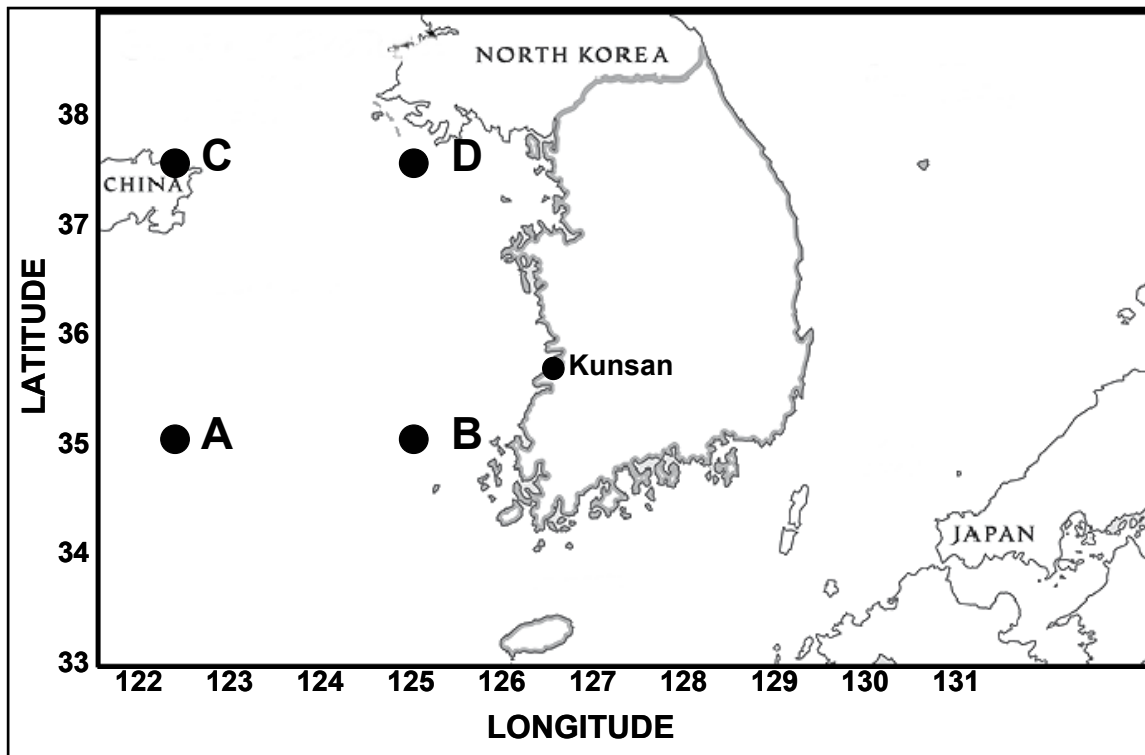 NORTH KOREA
38
C
D
CHINA
37
LATITUDE
36
Kunsan
35
A
B
34
JAPAN
33
122 123 124 125 126 127 128 129 130 131
LONGITUDE